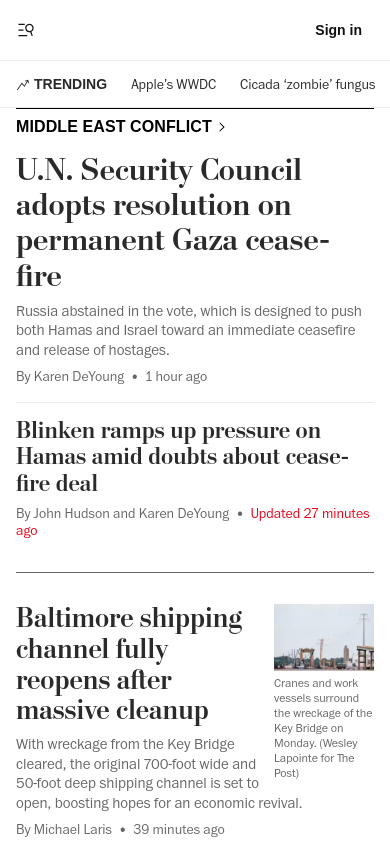 Sign in
TRENDING Apple's WWDC Cicada ‘zombie’ fungus
MIDDLE EAST CONFLICT
U.N. Security Council
adopts resolution on
permanent Gaza cease-
fire
Russia abstained in the vote, which is designed to push
both Hamas and Israel toward an immediate ceasefire
and release of hostages.
By Karen DeYoung • 1 hour ago
Blinken ramps up pressure on
Hamas amid doubts about cease-
fire deal
By John Hudson and Karen DeYoung • Updated 27 minutes
ago
Baltimore shipping
channel fully
reopens after
massive cleanup
With wreckage from the Key Bridge
cleared, the original 700-foot wide and
50-foot deep shipping channel is set to
open, boosting hopes for an economic revival.
By Michael Laris • 39 minutes ago
Cranes and work
vessels surround
the wreckage of the
Key Bridge on
Monday. (Wesley
Lapointe for The
Post)